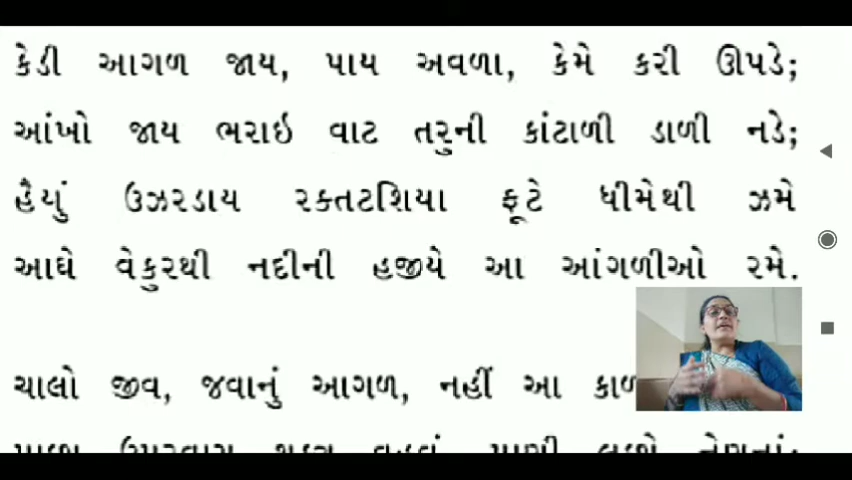 કેડી આગળ જાય, પાય અવળા, કેમે કરી ઊપડે;
આંખો જાય ભરાઇ વાટ તરુની કાંટાળી ડાળી નડે;
હૈયું ઉઝરડાય રક્તટશિયા ફૂટે ધીમેથી ઝમે
આઘે વેકુરથી નદીની હજીયે આ આંગળીઓ રમે.
ચાલો જીવ, જવાનું આગળ, નહીં આ